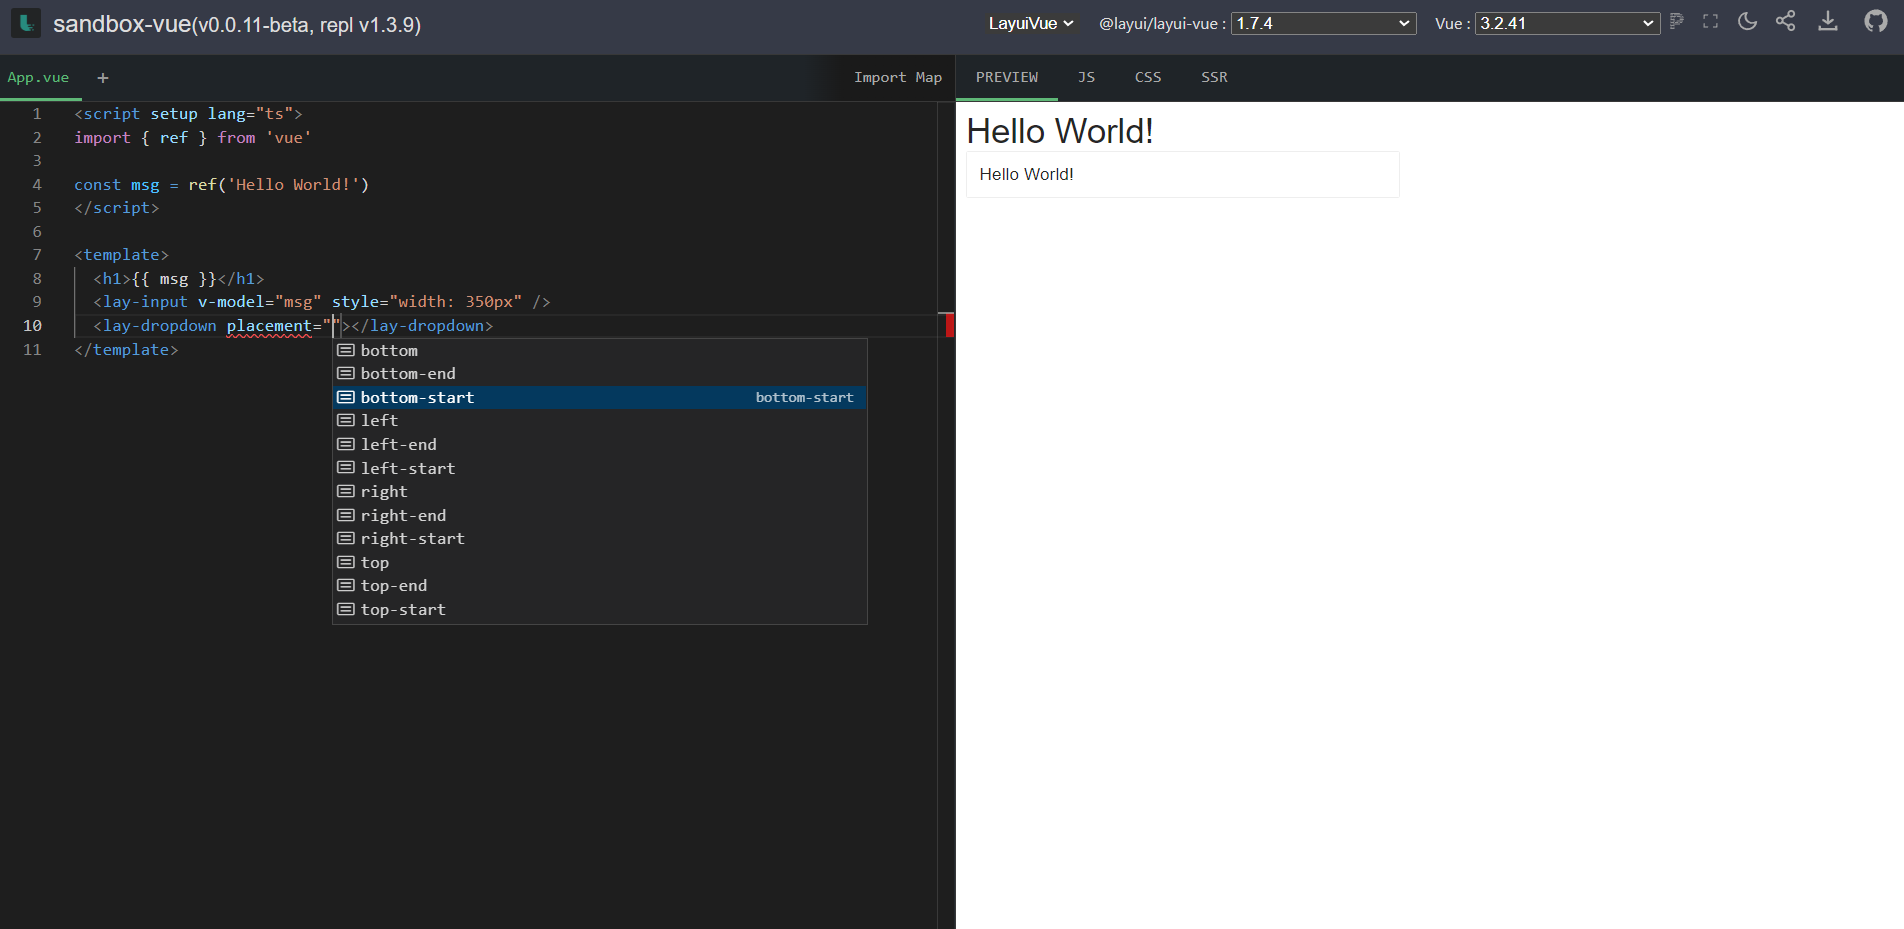 sandbox-vue(v0.0.11-beta, repl v1.3.9)
LayuiVue @layui/layui-vue : 1.7.4 Vue : 3.2.41
App.vue + Import Map
PREVIEW JS CSS SSR
1 <script setup lang="ts">
2 import { ref } from 'vue'
3
4 const msg = ref('Hello World!')
5 </script>
6
7 <template>
8 <h1>{{ msg }}</h1>
9 <lay-input v-model="msg" style="width: 350px" />
10 <lay-dropdown placement=""></lay-dropdown>
11 </template>
bottom
bottom-end
bottom-start bottom-start
left
left-end
left-start
right
right-end
right-start
top
top-end
top-start
Hello World!
Hello World!